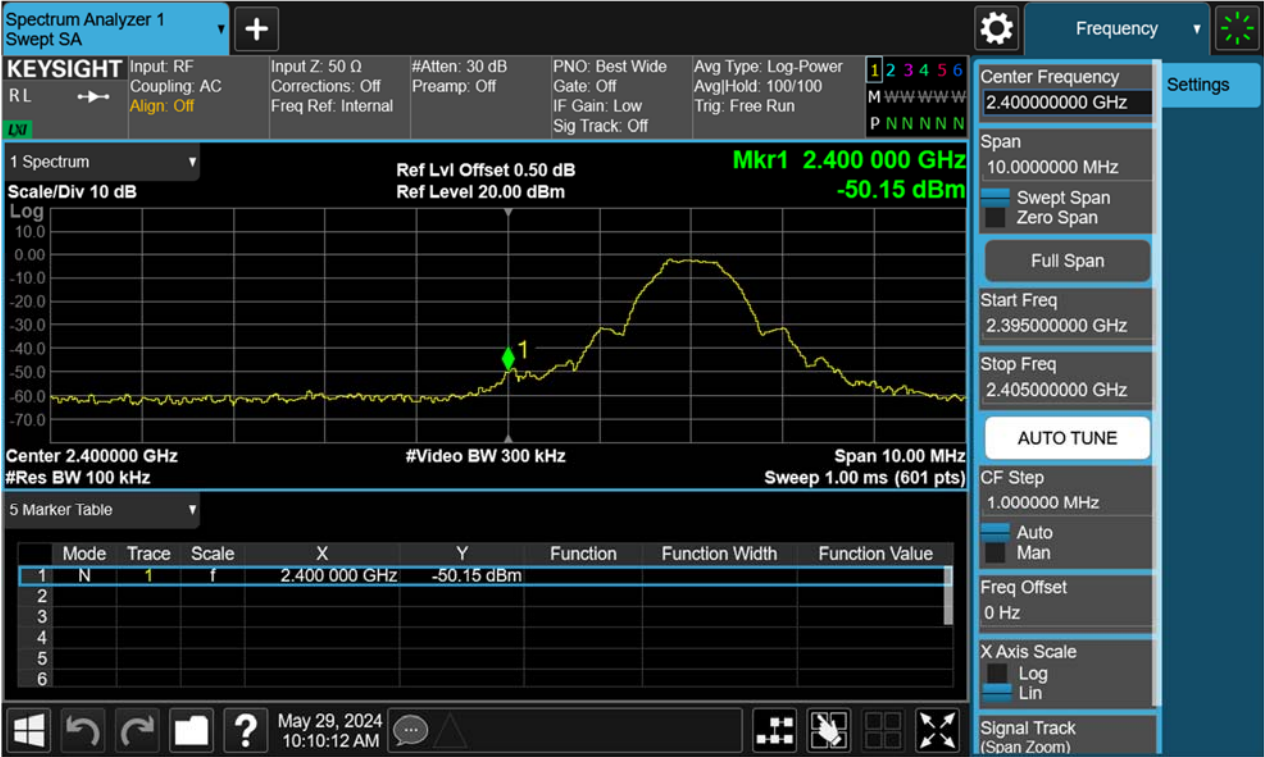 Spectrum Analyzer 1
Swept SA
+
Frequency
KEYSIGHT
R L
LXI
Input: RF
Coupling: AC
Align: Off
Input Z: 50 Ω
Corrections: Off
Freq Ref: Internal
#Atten: 30 dB
Preamp: Off
PNO: Best Wide
Gate: Off
IF Gain: Low
Sig Track: Off
Avg Type: Log-Power
Avg|Hold: 100/100
Trig: Free Run
1 2 3 4 5 6
M W W W W W
P N N N N N
1 Spectrum
Scale/Div 10 dB
Ref Lvl Offset 0.50 dB
Ref Level 20.00 dBm
Mkr1 2.400 000 GHz
-50.15 dBm
Log
10.0
0.00
-10.0
-20.0
-30.0
-40.0
-50.0
-60.0
-70.0
1
Center 2.400000 GHz
#Res BW 100 kHz
#Video BW 300 kHz
Span 10.00 MHz
Sweep 1.00 ms (601 pts)
5 Marker Table
Mode Trace Scale X Y Function Function Width Function Value
1 N 1 f 2.400 000 GHz -50.15 dBm
2
3
4
5
6
?
May 29, 2024
10:10:12 AM
Center Frequency
2.400000000 GHz
Span
10.0000000 MHz
Swept Span
Zero Span
Full Span
Start Freq
2.395000000 GHz
Stop Freq
2.405000000 GHz
AUTO TUNE
CF Step
1.000000 MHz
Auto
Man
Freq Offset
0 Hz
X Axis Scale
Log
Lin
Signal Track
(Span Zoom)
Settings